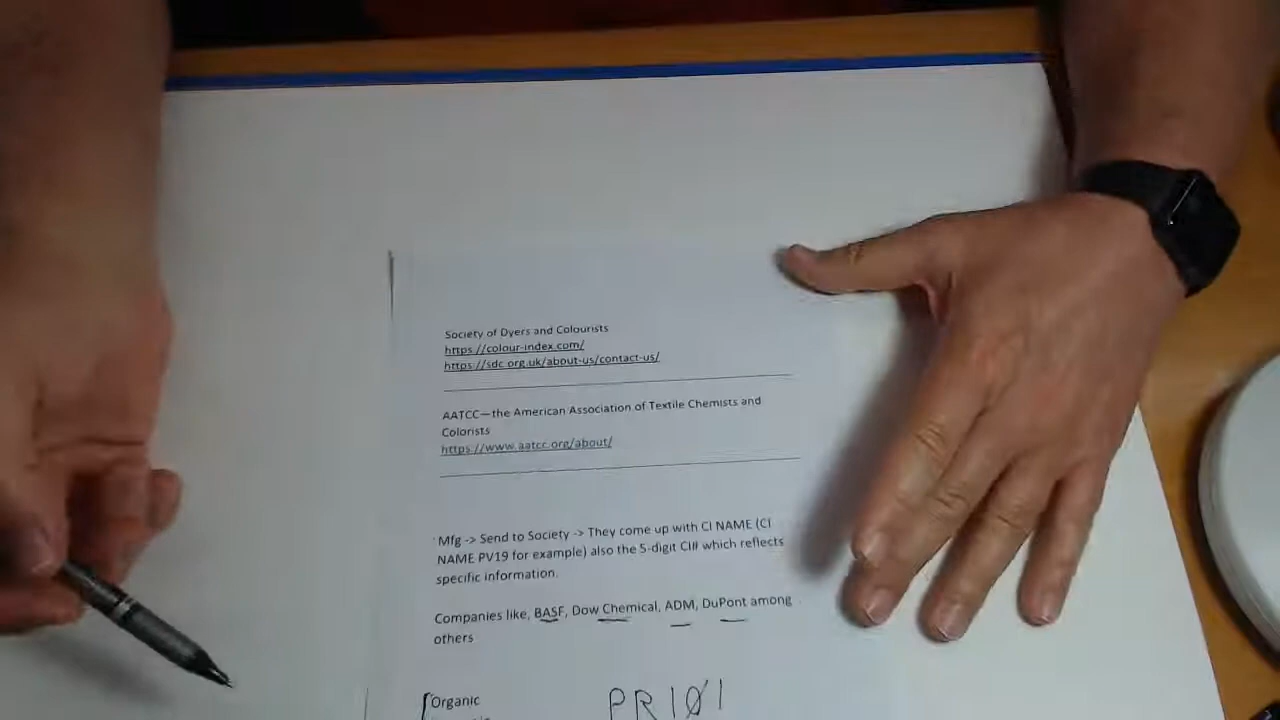 Society of Dyers and Colourists
https://colour-index.com/
https://sdc.org.uk/about-us/contact-us/
AATCC—the American Association of Textile Chemists and
Colorists
https://www.aatcc.org/about/
Mfg -> Send to Society -> They come up with CI NAME (CI
NAME PV19 for example) also the 5-digit CI# which reflects
specific information.
Companies like, BASF, Dow Chemical, ADM, DuPont among
others
Organic PR101